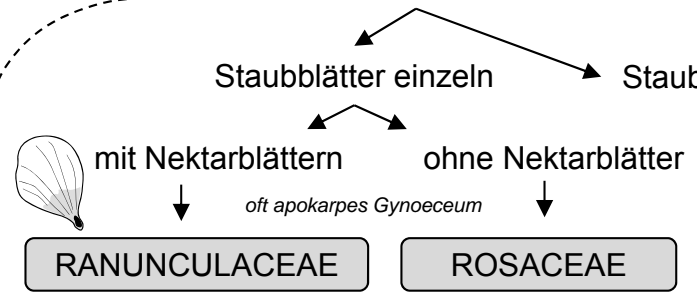 Staubblätter einzeln
mit Nektarblättern ohne Nektarblätter
oft apokarpes Gynoeceum
RANUNCULACEAE ROSACEAE